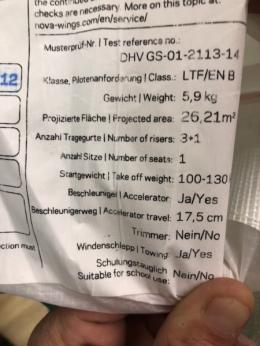 the continued
checks are necessary. More on this topic at:
nova-wings.com/en/service/
Musterprüf-Nr. | Test reference no.:
DHV GS-01-2113-14
12
Klasse, Pilotenanforderung | Class.: LTF/EN B
Gewicht | Weight: 5,9 kg
Projizierte Fläche | Projected area: 26,21m²
Anzahl Tragegurte | Number of risers: 3+1
Anzahl Sitze | Number of seats: 1
Startgewicht | Take off weight: 100-130
Beschleuniger | Accelerator: Ja/Yes
Beschleunigerweg | Accelerator travel: 17,5 cm
Trimmer: Nein/No
ction must
Windenschlepp | Towing: Ja/Yes
Schulungstauglich
Suitable for school use: Nein/No